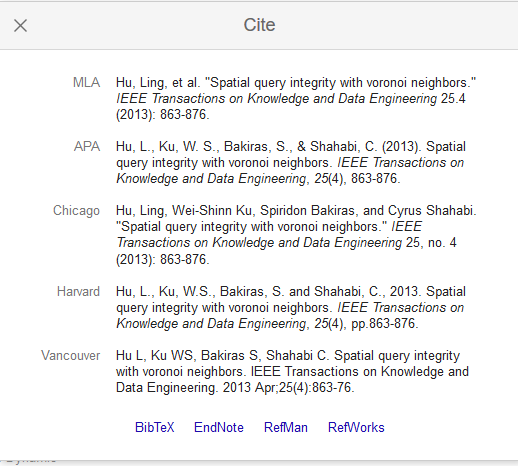 Cite
MLA
Hu, Ling, et al. "Spatial query integrity with voronoi neighbors."
IEEE Transactions on Knowledge and Data Engineering 25.4
(2013): 863-876.
APA
Hu, L., Ku, W. S., Bakiras, S., & Shahabi, C. (2013). Spatial
query integrity with voronoi neighbors. IEEE Transactions on
Knowledge and Data Engineering, 25(4), 863-876.
Chicago
Hu, Ling, Wei-Shinn Ku, Spiridon Bakiras, and Cyrus Shahabi.
"Spatial query integrity with voronoi neighbors." IEEE
Transactions on Knowledge and Data Engineering 25, no. 4
(2013): 863-876.
Harvard
Hu, L., Ku, W.S., Bakiras, S. and Shahabi, C., 2013. Spatial
query integrity with voronoi neighbors. IEEE Transactions on
Knowledge and Data Engineering, 25(4), pp.863-876.
Vancouver
Hu L, Ku WS, Bakiras S, Shahabi C. Spatial query integrity
with voronoi neighbors. IEEE Transactions on Knowledge and
Data Engineering. 2013 Apr;25(4):863-76.
BibTeX EndNote RefMan RefWorks